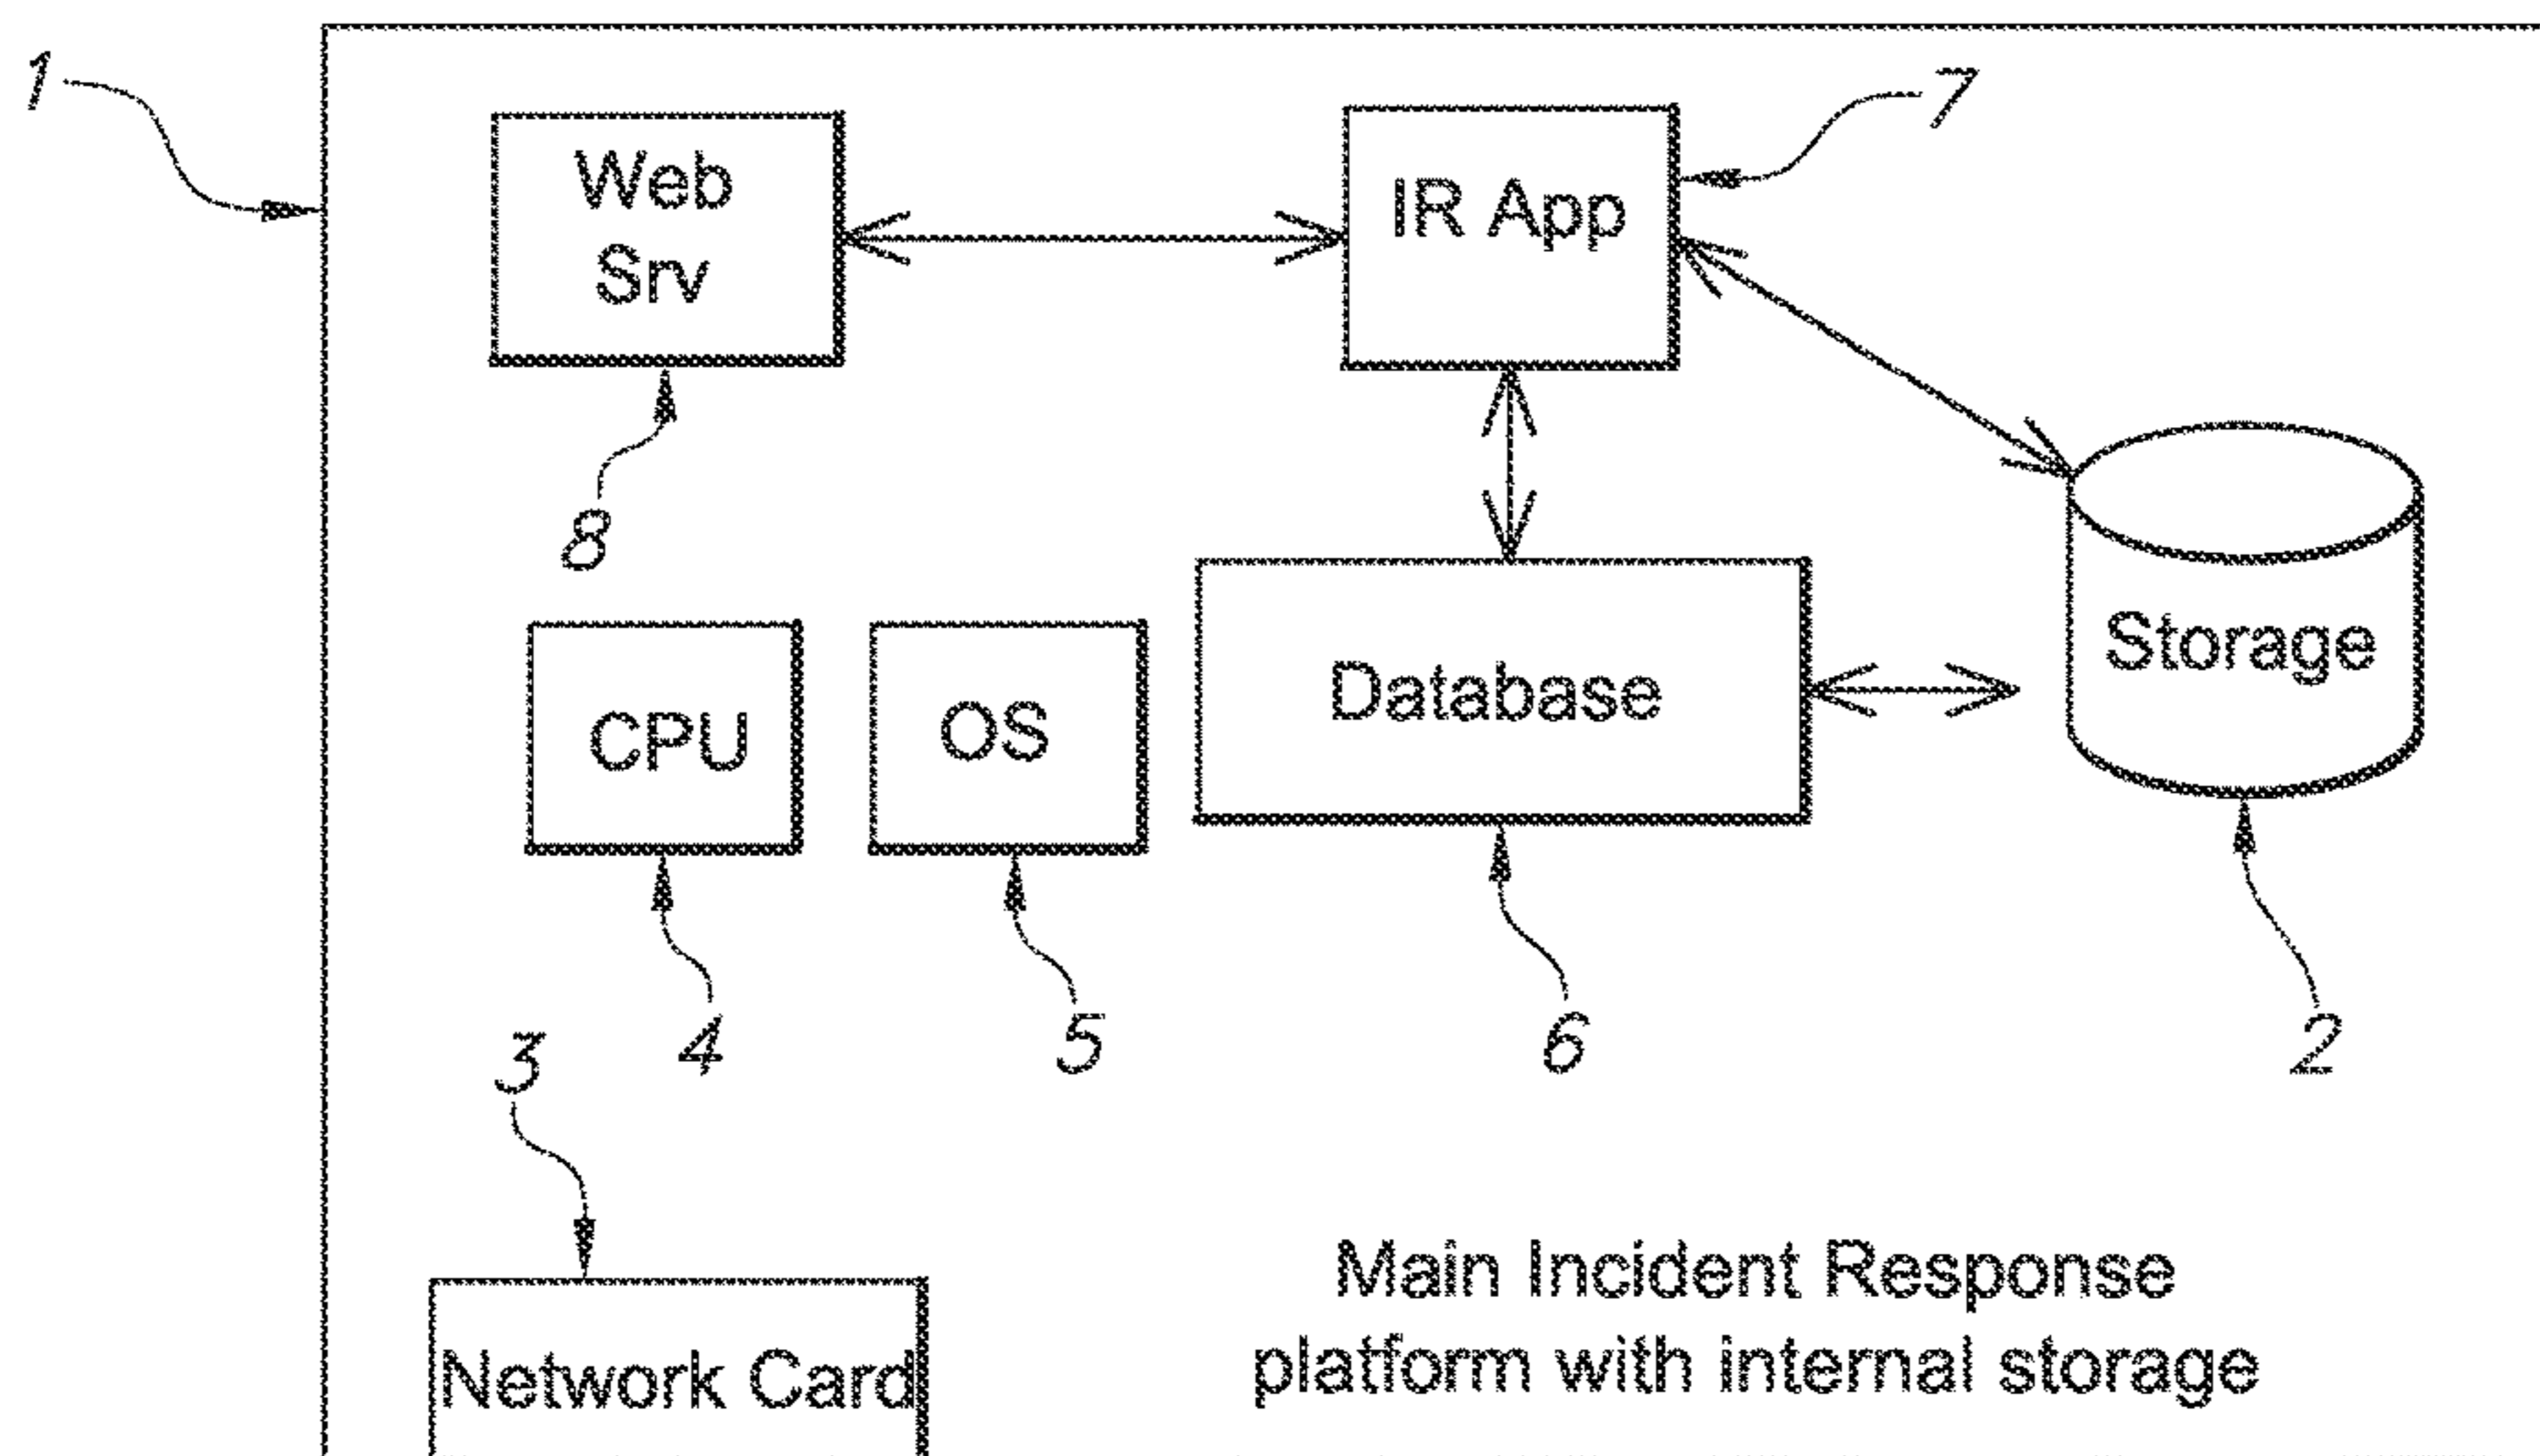 1
7
Web
Srv
IR App
8
Storage
Database
CPU
OS
4
5
6
2
3
Main Incident Response
platform with internal storage
Network Card